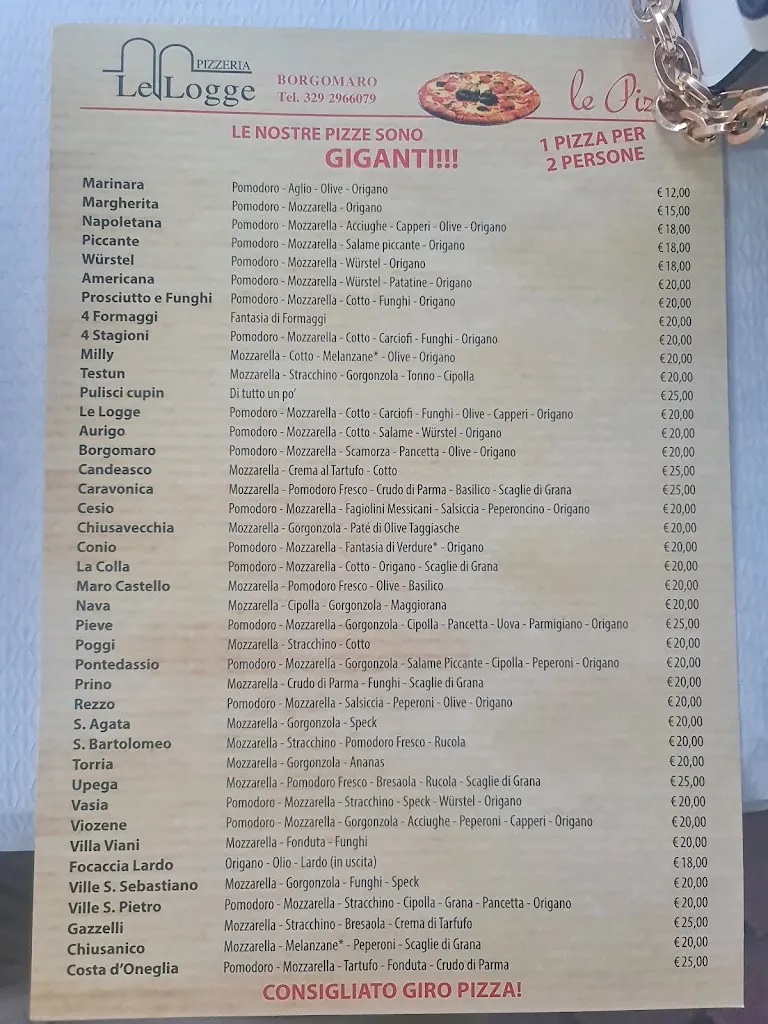 PIZZERIA
Le Logge
BORGOMARO
Tel. 329 2966079
le Piz
LE NOSTRE PIZZE SONO
GIGANTI!!!
1 PIZZA PER
2 PERSONE
Marinara Pomodoro - Aglio - Olive - Origano € 12,00
Margherita Pomodoro - Mozzarella - Origano € 15,00
Napoletana Pomodoro - Mozzarella - Acciughe - Capperi - Olive - Origano € 18,00
Piccante Pomodoro - Mozzarella - Salame piccante - Origano € 18,00
Würstel Pomodoro - Mozzarella - Würstel - Origano € 18,00
Americana Pomodoro - Mozzarella - Würstel - Patatine - Origano € 20,00
Prosciutto e Funghi Pomodoro - Mozzarella - Cotto - Funghi - Origano € 20,00
4 Formaggi Fantasia di Formaggi € 20,00
4 Stagioni Pomodoro - Mozzarella - Cotto - Carciofi - Funghi - Origano € 20,00
Milly Mozzarella - Cotto - Melanzane* - Olive - Origano € 20,00
Testun Mozzarella - Stracchino - Gorgonzola - Tonno - Cipolla € 20,00
Pulisci cupin Di tutto un po' € 25,00
Le Logge Pomodoro - Mozzarella - Cotto - Carciofi - Funghi - Olive - Capperi - Origano € 20,00
Aurigo Pomodoro - Mozzarella - Cotto - Salame - Würstel - Origano € 20,00
Borgomaro Pomodoro - Mozzarella - Scamorza - Pancetta - Olive - Origano € 20,00
Candeasco Mozzarella - Crema al Tartufo - Cotto € 25,00
Caravonica Mozzarella - Pomodoro Fresco - Crudo di Parma - Basilico - Scaglie di Grana € 25,00
Cesio Pomodoro - Mozzarella - Fagiolini Messicani - Salsiccia - Peperoncino - Origano € 20,00
Chiusavecchia Mozzarella - Gorgonzola - Paté di Olive Taggiasche € 20,00
Conio Pomodoro - Mozzarella - Fantasia di Verdure* - Origano € 20,00
La Colla Pomodoro - Mozzarella - Cotto - Origano - Scaglie di Grana € 20,00
Maro Castello Mozzarella - Pomodoro Fresco - Olive - Basilico € 20,00
Nava Mozzarella - Cipolla - Gorgonzola - Maggiorana € 20,00
Pieve Pomodoro - Mozzarella - Gorgonzola - Cipolla - Pancetta - Uova - Parmigiano - Origano € 25,00
Poggi Mozzarella - Stracchino - Cotto € 20,00
Pontedassio Pomodoro - Mozzarella - Gorgonzola - Salame Piccante - Cipolla - Peperoni - Origano € 20,00
Prino Mozzarella - Crudo di Parma - Funghi - Scaglie di Grana € 20,00
Rezzo Pomodoro - Mozzarella - Salsiccia - Peperoni - Olive - Origano € 20,00
S. Agata Mozzarella - Gorgonzola - Speck € 20,00
S. Bartolomeo Mozzarella - Stracchino - Pomodoro Fresco - Rucola € 20,00
Torria Mozzarella - Gorgonzola - Ananas € 20,00
Upega Mozzarella - Pomodoro Fresco - Bresaola - Rucola - Scaglie di Grana € 25,00
Vasia Pomodoro - Mozzarella - Stracchino - Speck - Würstel - Origano € 20,00
Viozene Pomodoro - Mozzarella - Gorgonzola - Acciughe - Peperoni - Capperi - Origano € 20,00
Villa Viani Mozzarella - Fonduta - Funghi € 20,00
Focaccia Lardo Origano - Olio - Lardo (in uscita) € 18,00
Ville S. Sebastiano Mozzarella - Gorgonzola - Funghi - Speck € 20,00
Ville S. Pietro Pomodoro - Mozzarella - Stracchino - Cipolla - Grana - Pancetta - Origano € 20,00
Gazzelli Mozzarella - Stracchino - Bresaola - Crema di Tarfufo € 25,00
Chiusanico Mozzarella - Melanzane* - Peperoni - Scaglie di Grana € 20,00
Costa d'Oneglia Pomodoro - Mozzarella - Tartufo - Fonduta - Crudo di Parma € 25,00
CONSIGLIATO GIRO PIZZA!